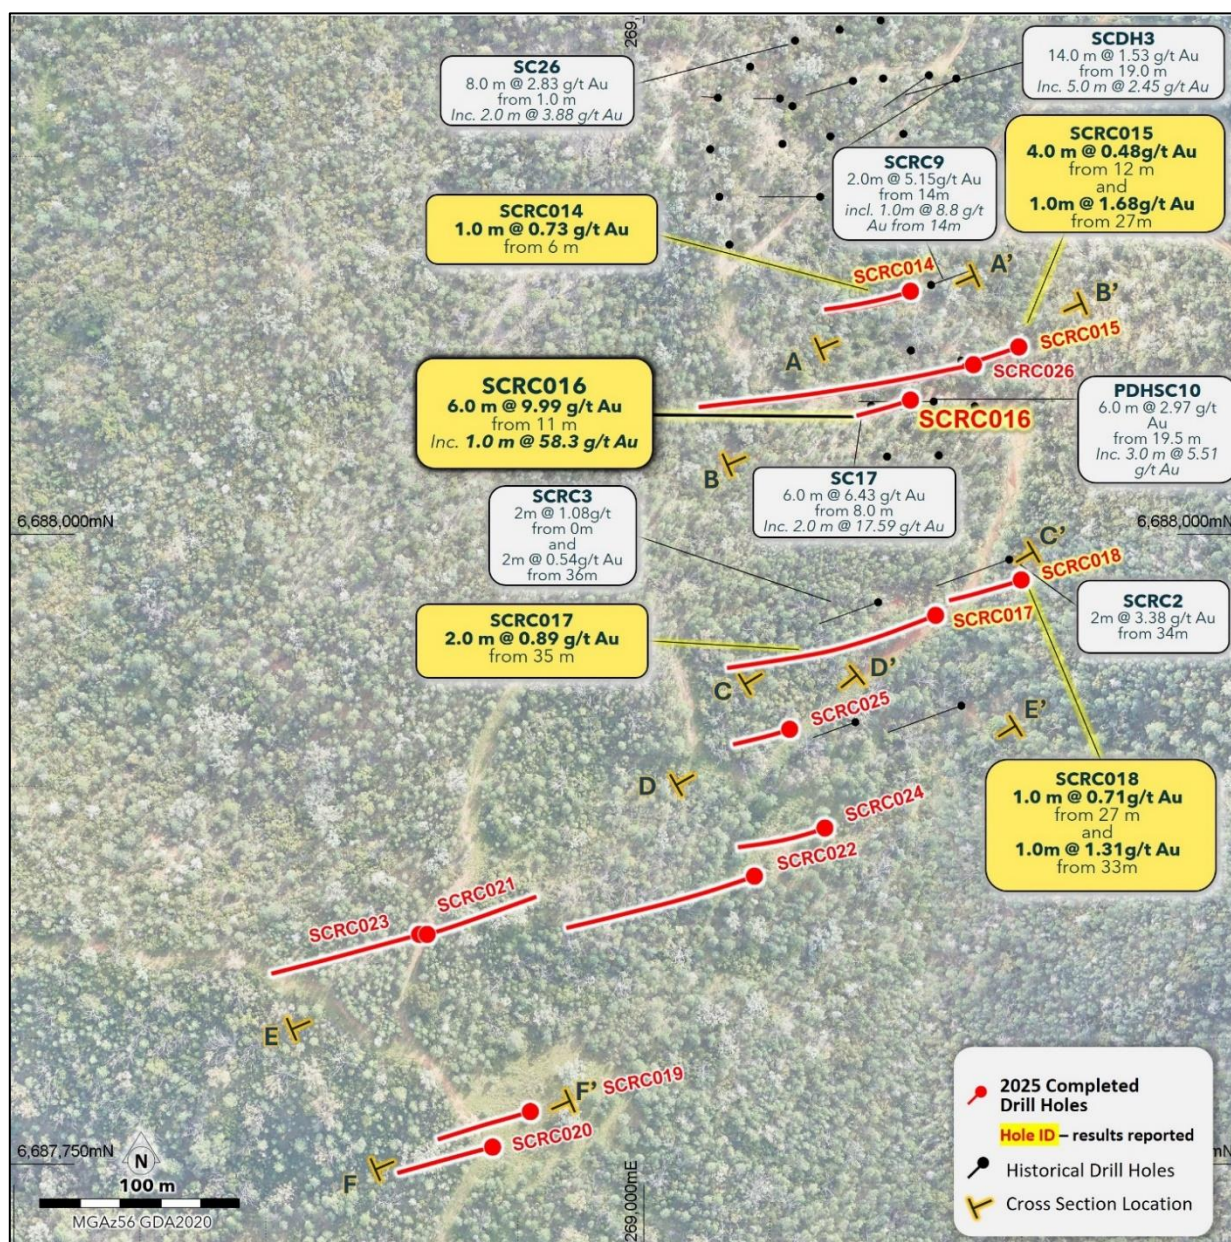 269,
SC26
8.0 m @ 2.83 g/t Au
from 1.0 m
Inc. 2.0 m @ 3.88 g/t Au
SCDH3
14.0 m @ 1.53 g/t Au
from 19.0 m
Inc. 5.0 m @ 2.45 g/t Au
SCRC015
4.0 m @ 0.48g/t Au
from 12 m
and
1.0m @ 1.68g/t Au
from 27m
SCRC9
2.0m @ 5.15g/t Au
from 14m
incl. 1.0m @ 8.8 g/t
Au from 14m
SCRC014
1.0 m @ 0.73 g/t Au
from 6 m
SCRC014
A'
B'
A
SCRC015
SCRC026
SCRC016
6.0 m @ 9.99 g/t Au
from 11 m
Inc. 1.0 m @ 58.3 g/t Au
SCRC016
PDHSC10
6.0 m @ 2.97 g/t
Au
from 19.5 m
Inc. 3.0 m @ 5.51
g/t Au
B
SC17
6.0 m @ 6.43 g/t Au
from 8.0 m
Inc. 2.0 m @ 17.59 g/t Au
SCRC3
2m @ 1.08g/t
from 0m
and
2m @ 0.54g/t Au
from 36m
6,688,000mN
6,688,000mN
C'
SCRC018
SCRC2
2m @ 3.38 g/t Au
from 34m
SCRC017
2.0 m @ 0.89 g/t Au
from 35 m
SCRC017
C
D'
SCRC025
E'
D
SCRC018
1.0 m @ 0.71g/t Au
from 27 m
and
1.0m @ 1.31g/t Au
from 33m
SCRC024
SCRC022
SCRC021
SCRC023
E
F'
SCRC019
SCRC020
F
6,687,750mN
N
100 m
MGAz56 GDA2020
269,000mE
2025 Completed
Drill Holes
Hole ID – results reported
Historical Drill Holes
Cross Section Location
mN